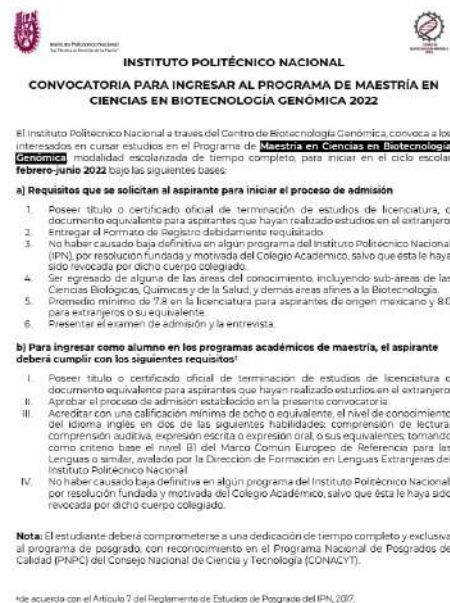 Instituto Politécnico Nacional
"La Técnica al Servicio de la Patria"
INSTITUTO POLITÉCNICO NACIONAL
CONVOCATORIA PARA INGRESAR AL PROGRAMA DE MAESTRÍA EN
CIENCIAS EN BIOTECNOLOGÍA GENÓMICA 2022
El Instituto Politécnico Nacional a través del Centro de Biotecnología Genómica, convoca a los
interesados en cursar estudios en el Programa de Maestría en Ciencias en Biotecnología
Genómica, modalidad escolarizada de tiempo completo, para iniciar en el ciclo escolar
febrero-junio 2022 bajo las siguientes bases:
a) Requisitos que se solicitan al aspirante para iniciar el proceso de admisión
1. Poseer título o certificado oficial de terminación de estudios de licenciatura, o
documento equivalente para aspirantes que hayan realizado estudios en el extranjero
2. Entregar el Formato de Registro debidamente requisitado.
3. No haber causado baja definitiva en algún programa del Instituto Politécnico Nacional
(IPN), por resolución fundada y motivada del Colegio Académico, salvo que ésta le haya
sido revocada por dicho cuerpo colegiado.
4. Ser egresado de alguna de las áreas del conocimiento, incluyendo sub-áreas de las
Ciencias Biológicas, Químicas y de la Salud, y demás áreas afines a la Biotecnología.
5. Promedio mínimo de 7.8 en la licenciatura para aspirantes de origen mexicano y 8.0
para extranjeros o su equivalente.
6. Presentar el examen de admisión y la entrevista.
b) Para ingresar como alumno en los programas académicos de maestría, el aspirante
deberá cumplir con los siguientes requisitos¹
I. Poseer título o certificado oficial de terminación de estudios de licenciatura o
documento equivalente para aspirantes que hayan realizado estudios en el extranjero
II. Aprobar el proceso de admisión establecido en la presente convocatoria.
III. Acreditar con una calificación mínima de ocho o equivalente, el nivel de conocimiento
del idioma inglés en dos de las siguientes habilidades: comprensión de lectura,
comprensión auditiva, expresión escrita o expresión oral, o sus equivalentes; tomando
como criterio base el nivel B1 del Marco Común Europeo de Referencia para las
Lenguas o similar, avalado por la Dirección de Formación en Lenguas Extranjeras del
Instituto Politécnico Nacional.
IV. No haber causado baja definitiva en algún programa del Instituto Politécnico Nacional,
por resolución fundada y motivada del Colegio Académico, salvo que ésta le haya sido
revocada por dicho cuerpo colegiado.
Nota: El estudiante deberá comprometerse a una dedicación de tiempo completo y exclusiva
al programa de posgrado, con reconocimiento en el Programa Nacional de Posgrados de
Calidad (PNPC) del Consejo Nacional de Ciencia y Tecnología (CONACYT).
¹de acuerdo con el Artículo 7 del Reglamento de Estudios de Posgrado del IPN, 2017.